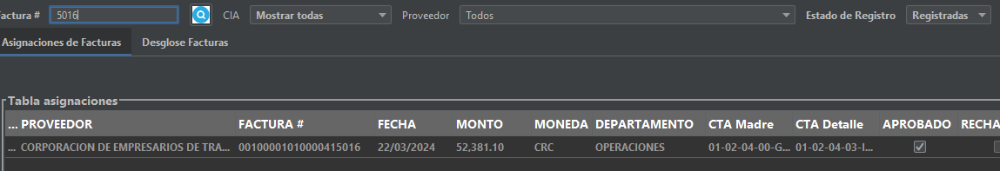 actura # 5016 CIA Mostrar todas Proveedor Todos Estado de Registro Registradas
Asignaciones de Facturas Desglose Facturas
Tabla asignaciones
... PROVEEDOR FACTURA # FECHA MONTO MONEDA DEPARTAMENTO CTA Madre CTA Detalle APROBADO RECHA
... CORPORACION DE EMPRESARIOS DE TRA... 00100001010000415016 22/03/2024 52,381.10 CRC OPERACIONES 01-02-04-00-G... 01-02-04-03-I...